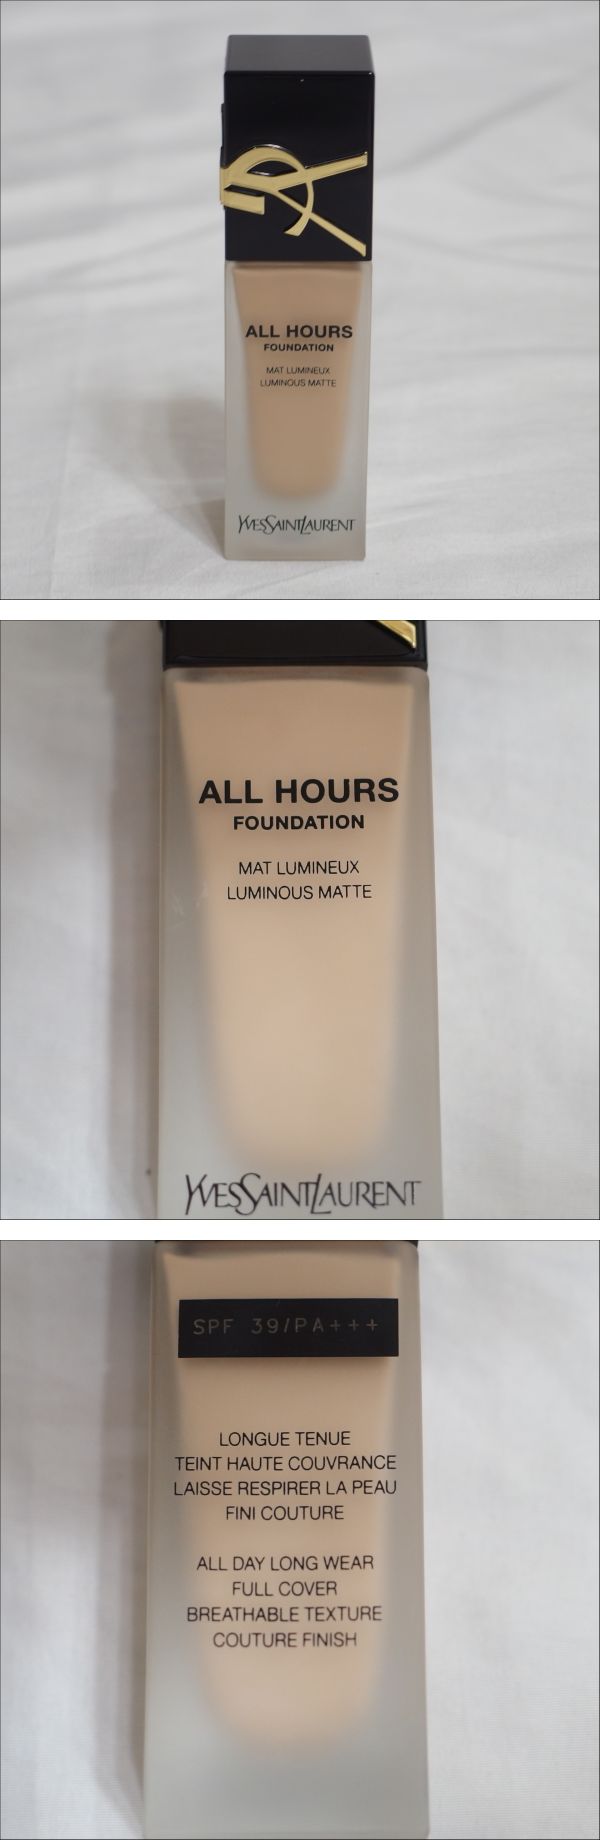 ALL HOURS
FOUNDATION
MAT LUMINEUX
LUMINOUS MATTE
YVESSAINTLAURENT
ALL HOURS
FOUNDATION
MAT LUMINEUX
LUMINOUS MATTE
YVESSAINTLAURENT
SPF 39/PA+++
LONGUE TENUE
TEINT HAUTE COUVRANCE
LAISSE RESPIRER LA PEAU
FINI COUTURE
ALL DAY LONG WEAR
FULL COVER
BREATHABLE TEXTURE
COUTURE FINISH